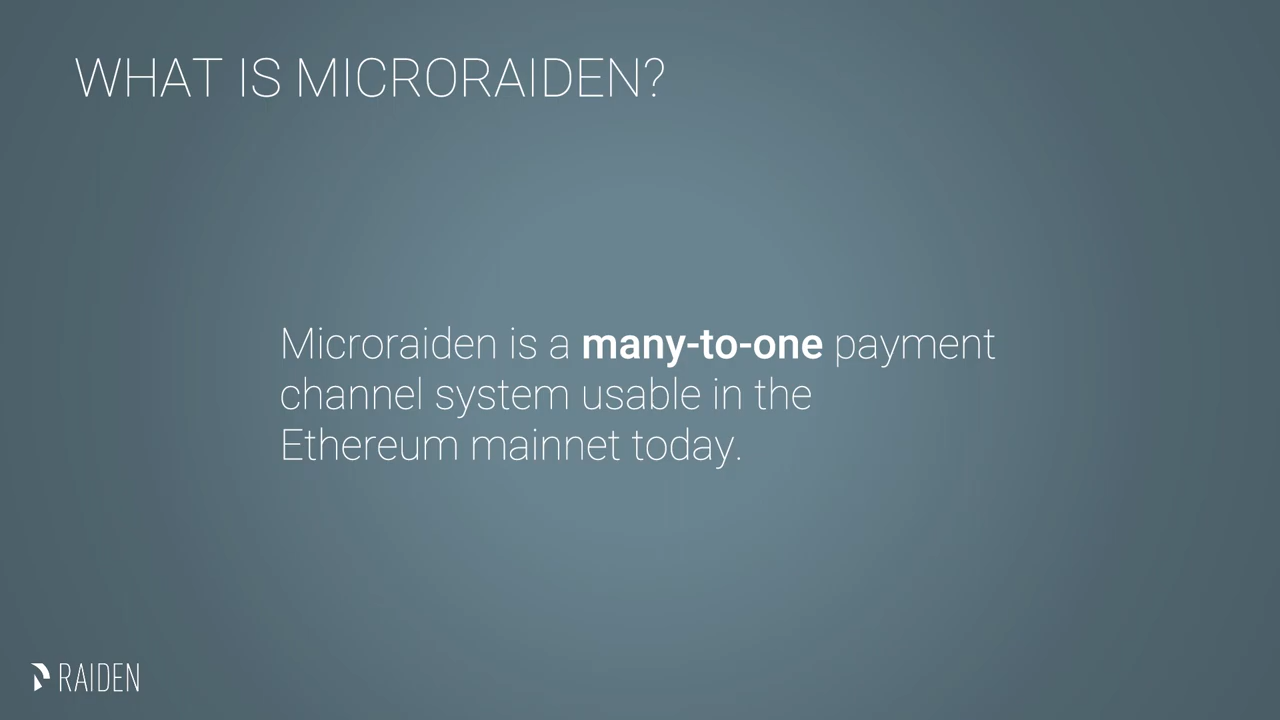 WHAT IS MICRORAIDEN?
Microraiden is a many-to-one payment
channel system usable in the
Ethereum mainnet today.
RAIDEN